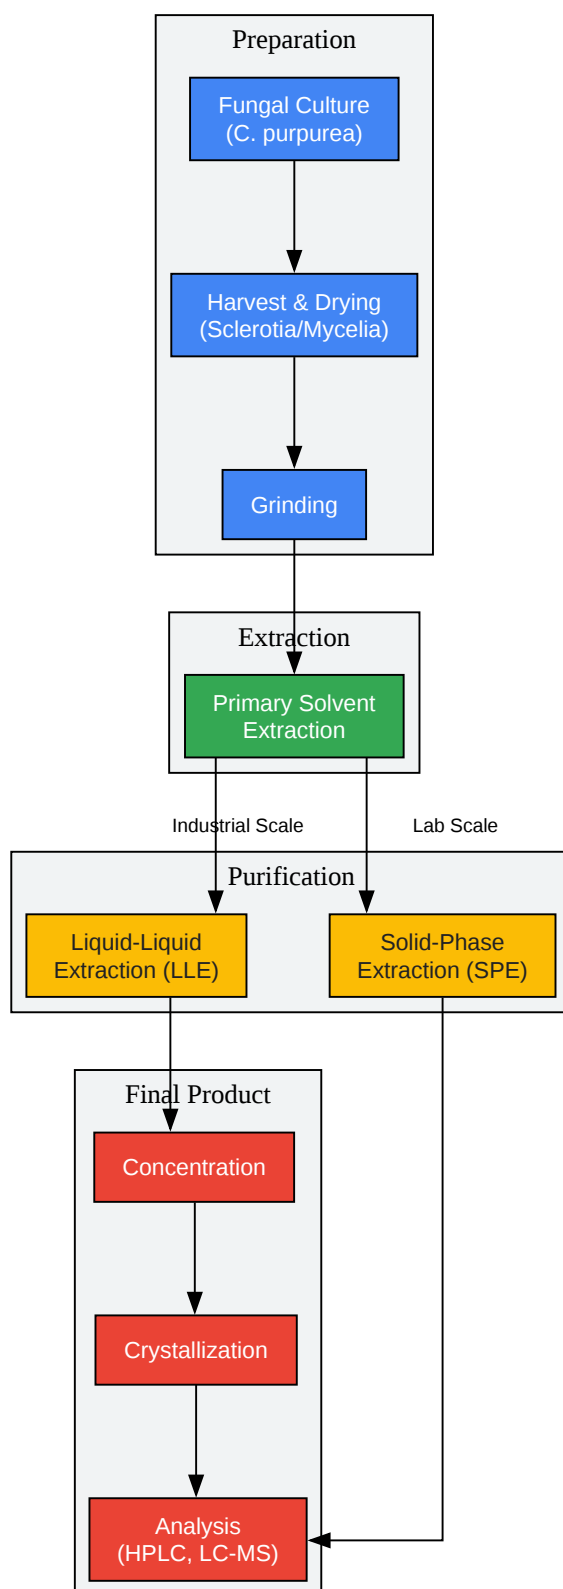 Preparation
Fungal Culture
(C. purpurea)
Harvest & Drying
(Sclerotia/Mycelia)
Grinding
Extraction
Primary Solvent
Extraction
Industrial Scale
Lab Scale
Purification
Liquid-Liquid
Extraction (LLE)
Solid-Phase
Extraction (SPE)
Final Product
Concentration
Crystallization
Analysis
(HPLC, LC-MS)